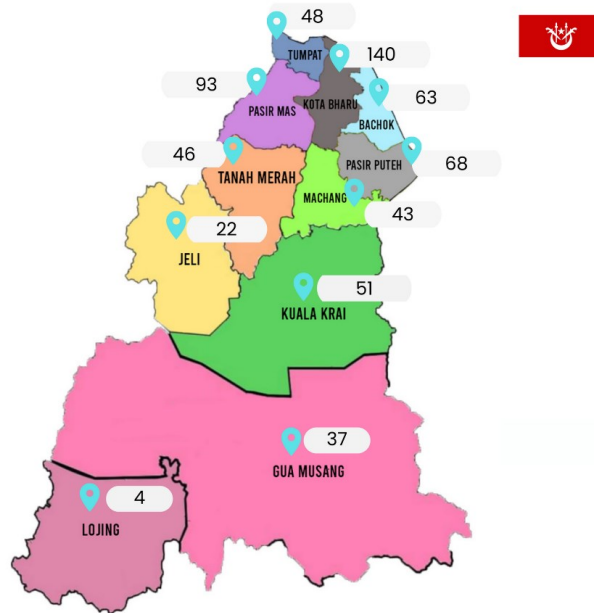 48
TUMPAT
140
93
KOTA BHARU
63
PASIR MAS
BACHOK
46
PASIR PUTEH
68
TANAH MERAH
MACHANG
43
22
JELI
51
KUALA KRAI
37
GUA MUSANG
4
LOJING